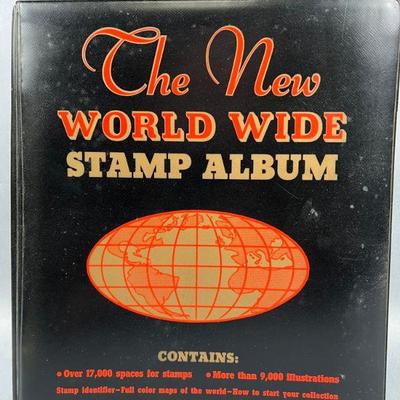 The New
WORLD WIDE
STAMP ALBUM
CONTAINS:
• Over 17,000 spaces for stamps • More than 9,000 illustrations
Stamp identifier—Full color maps of the world—How to start your collection